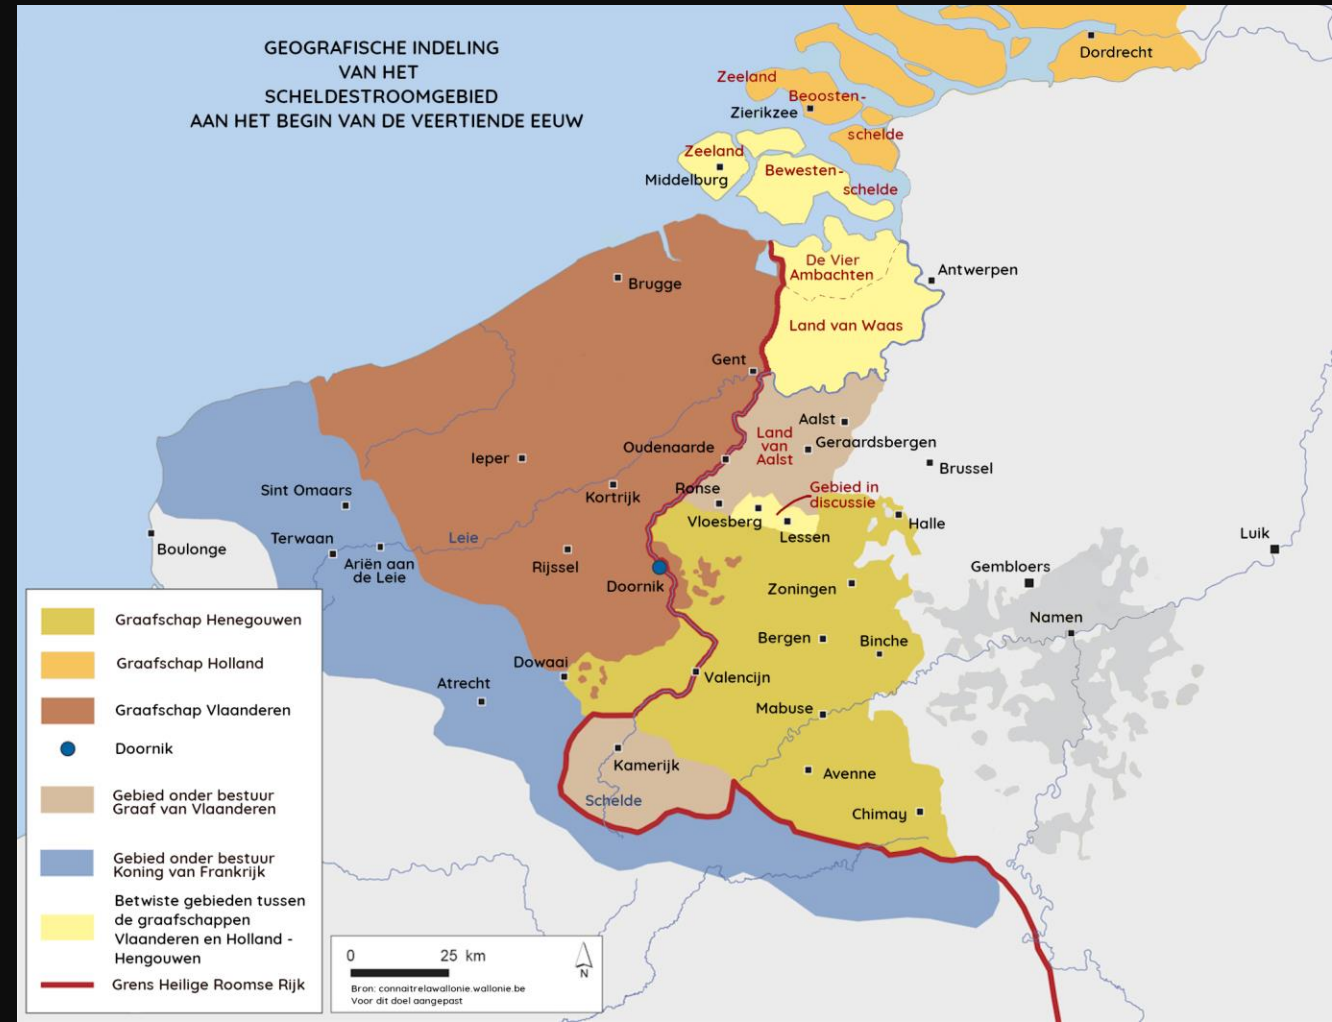 GEOGRAFISCHE INDELING
VAN HET
SCHELDESTROOMGEBIED
AAN HET BEGIN VAN DE VEERTIENDE EEUW
Dordrecht
Zeeland
Beoosten-
Zierikzee
schelde
Zeeland
Bewesten-
Middelburg
schelde
De Vier
Ambachten
Antwerpen
Brugge
Land van Waas
Gent
Aalst
Land
van
Aalst
Geraardsbergen
Oudenaarde
Ieper
Brussel
Ronse
Gebied in
discussie
Sint Omaars
Kortrijk
Vloesberg
Halle
Lessen
Luik
Terwaan
Leie
Boulonge
Ariën aan
de Leie
Rijssel
Gembloers
Doornik
Zoningen
Namen
Bergen
Binche
Dowaai
Valencijn
Atrecht
Mabuse
Kamerijk
Avenne
Schelde
Chimay
Graafschap Henegouwen
Graafschap Holland
Graafschap Vlaanderen
Doornik
Gebied onder bestuur
Graaf van Vlaanderen
Gebied onder bestuur
Koning van Frankrijk
Betwiste gebieden tussen
de graafschappen
Vlaanderen en Holland -
Hengouwen
Grens Heilige Roomse Rijk
0 25 km
N
Bron: connaitrelawallonie.wallonie.be
Voor dit doel aangepast